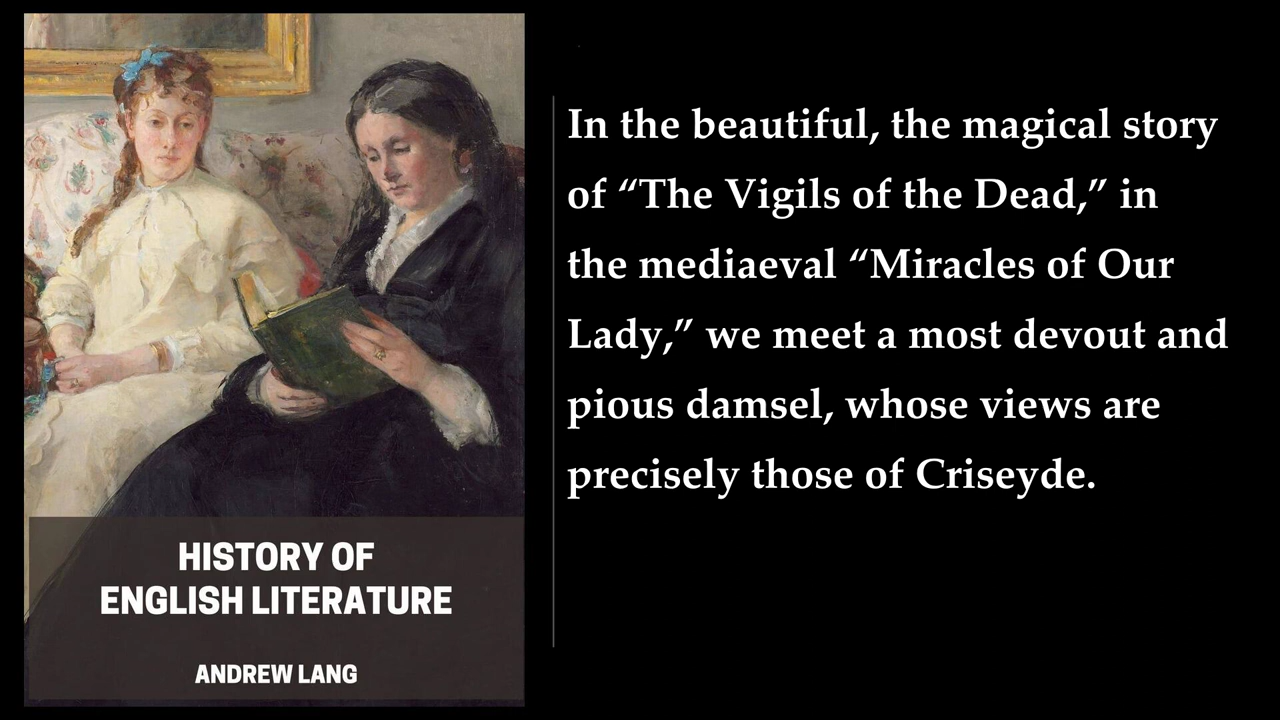 In the beautiful, the magical story
of “The Vigils of the Dead,” in
the mediaeval “Miracles of Our
Lady,” we meet a most devout and
pious damsel, whose views are
precisely those of Criseyde.
HISTORY OF
ENGLISH LITERATURE
ANDREW LANG